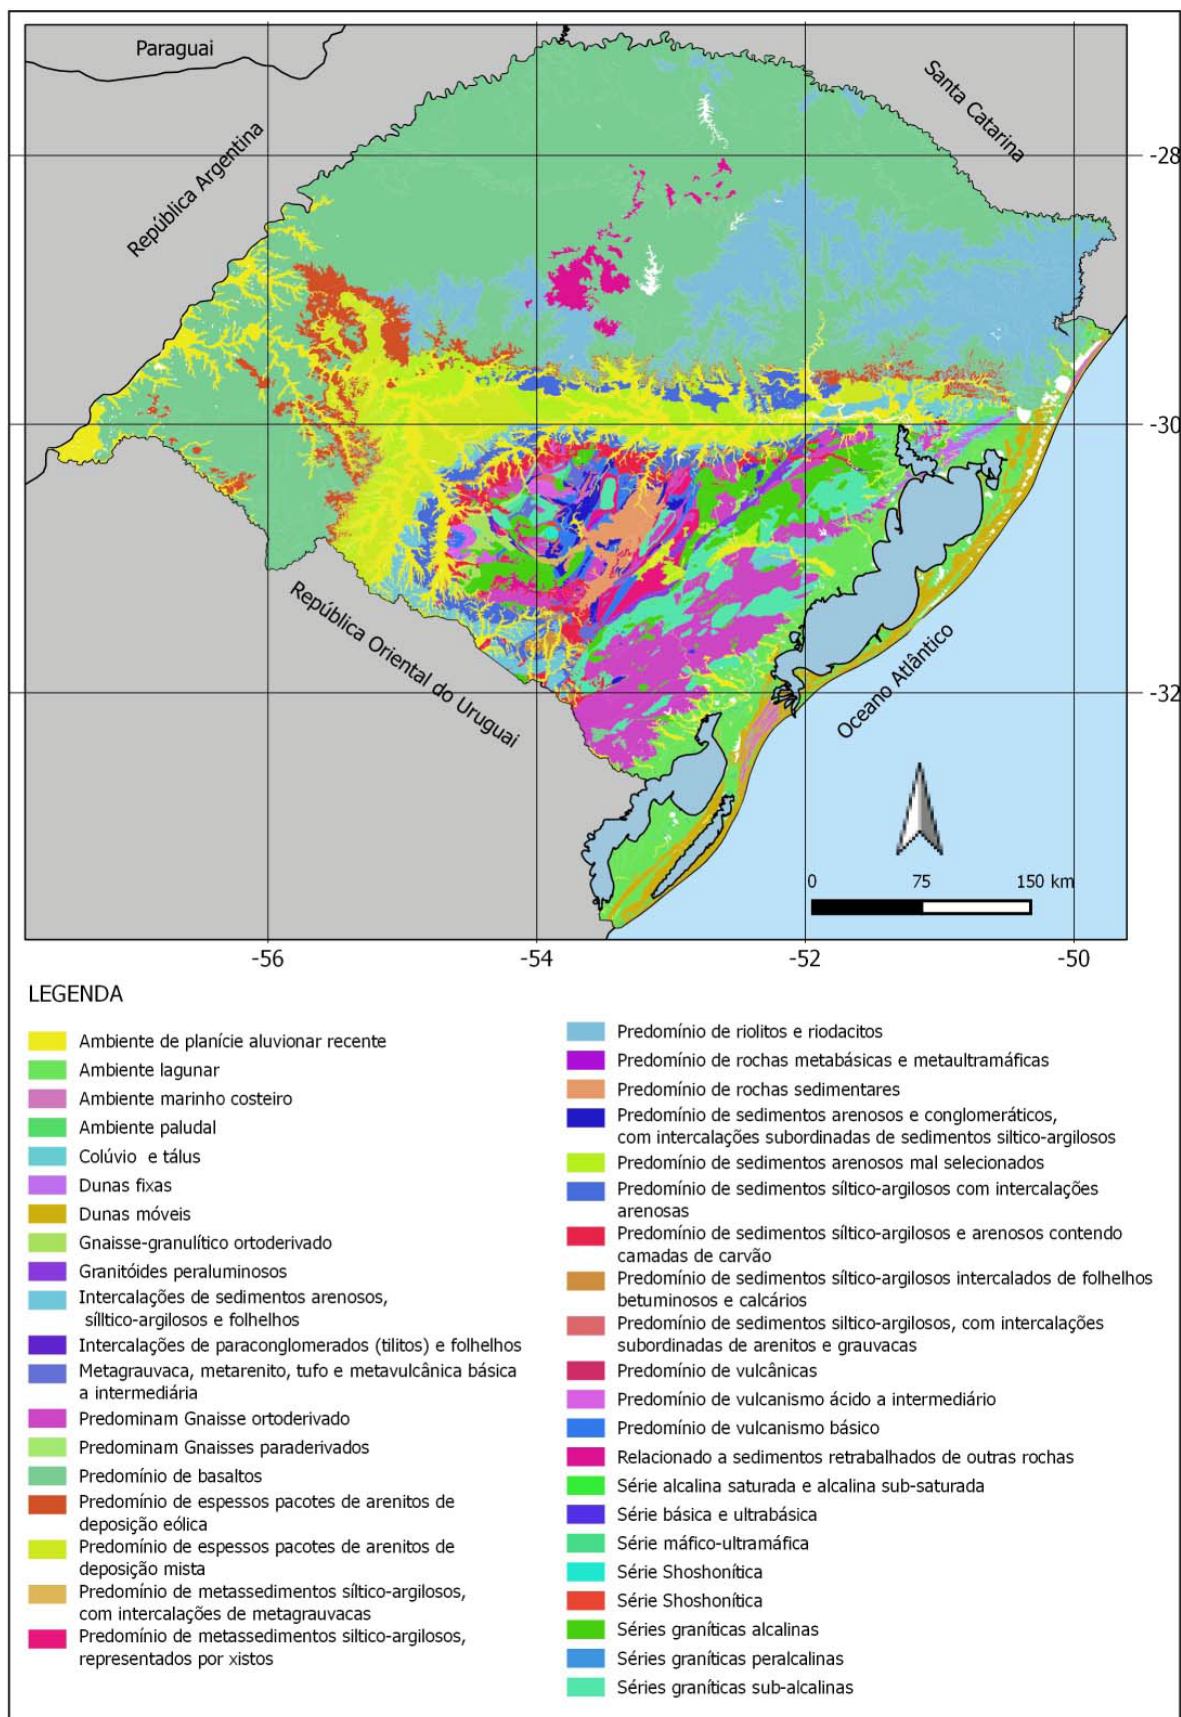 Paraguai
Santa Catarina
República Argentina
-28
-30
República Oriental do Uruguai
Oceano Atlântico
-32
0 75 150 km
-56 -54 -52 -50
LEGENDA
Ambiente de planície aluvionar recente
Ambiente lagunar
Ambiente marinho costeiro
Ambiente paludal
Colúvio e tálus
Dunas fixas
Dunas móveis
Gnaisse-granulítico ortoderivado
Granitóides peraluminosos
Intercalações de sedimentos arenosos,
sílltico-argilosos e folhelhos
Intercalações de paraconglomerados (tilitos) e folhelhos
Metagrauvaca, metarenito, tufo e metavulcânica básica
a intermediária
Predominam Gnaisse ortoderivado
Predominam Gnaisses paraderivados
Predomínio de basaltos
Predomínio de espessos pacotes de arenitos de
deposição eólica
Predomínio de espessos pacotes de arenitos de
deposição mista
Predomínio de metassedimentos síltico-argilosos,
com intercalações de metagrauvacas
Predomínio de metassedimentos siltico-argilosos,
representados por xistos
Predomínio de riolitos e riodacitos
Predomínio de rochas metabásicas e metaultramáficas
Predomínio de rochas sedimentares
Predomínio de sedimentos arenosos e conglomeráticos,
com intercalações subordinadas de sedimentos siltico-argilosos
Predomínio de sedimentos arenosos mal selecionados
Predomínio de sedimentos síltico-argilosos com intercalações
arenosas
Predomínio de sedimentos síltico-argilosos e arenosos contendo
camadas de carvão
Predomínio de sedimentos síltico-argilosos intercalados de folhelhos
betuminosos e calcários
Predomínio de sedimentos siltico-argilosos, com intercalações
subordinadas de arenitos e grauvacas
Predomínio de vulcânicas
Predomínio de vulcanismo ácido a intermediário
Predomínio de vulcanismo básico
Relacionado a sedimentos retrabalhados de outras rochas
Série alcalina saturada e alcalina sub-saturada
Série básica e ultrabásica
Série máfico-ultramáfica
Série Shoshonítica
Série Shoshonítica
Séries graníticas alcalinas
Séries graníticas peralcalinas
Séries graníticas sub-alcalinas